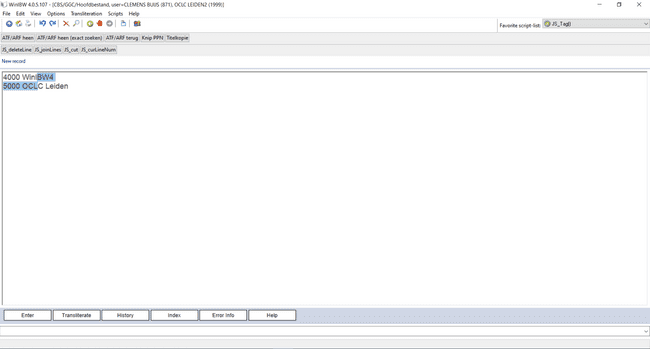 WinIBW 4.0.5.107 - [CBS/GGC/Hoofdbestand, user=CLEMENS BUIJS (B71), OCLC LEIDEN2 (1999)]
File Edit View Options Transliteration Scripts Help
Favorite script-list: JS_Tag()
ATF/ARF heen ATF/ARF heen (exact zoeken) ATF/ARF terug Knip PPN Titelkopie
JS_deleteLine JS_joinLines JS_cut JS_curLineNum
New record
4000 WinIBW4
5000 OCLC Leiden
Enter Transliterate History Index Error Info Help